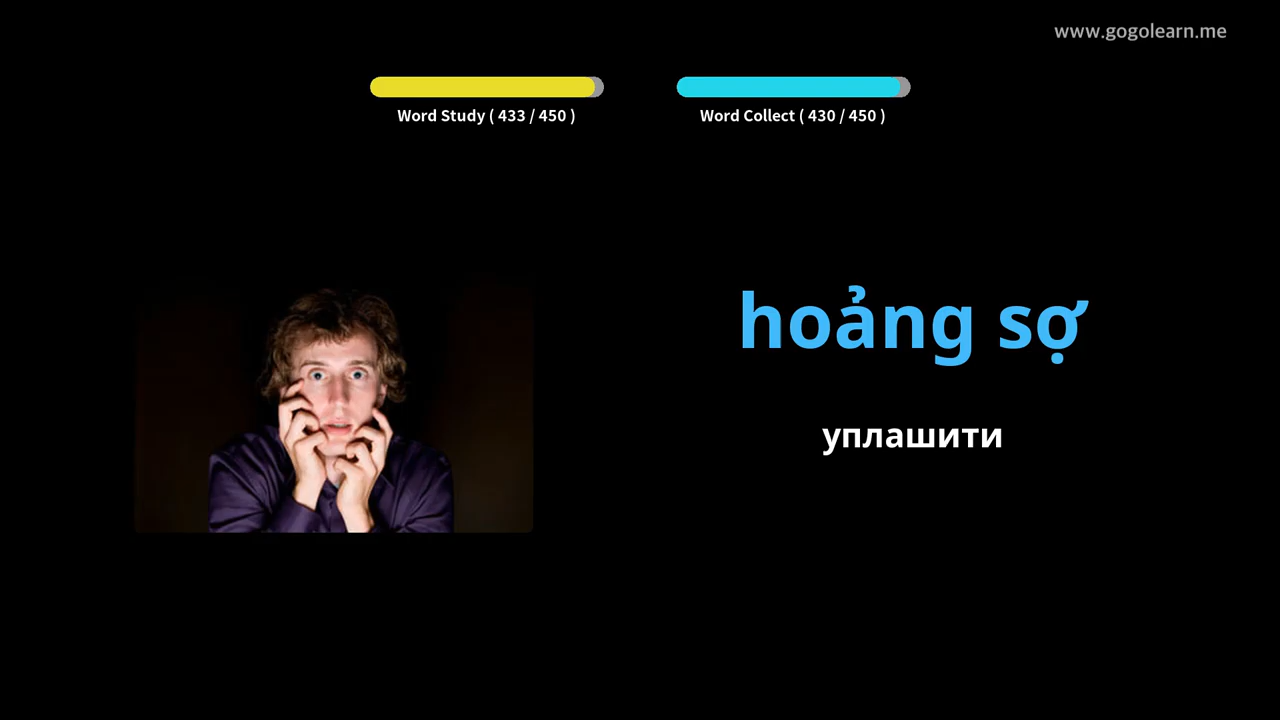 www.gogolearn.me
Word Study ( 433 / 450 )
Word Collect ( 430 / 450 )
hoảng sợ
уплашити